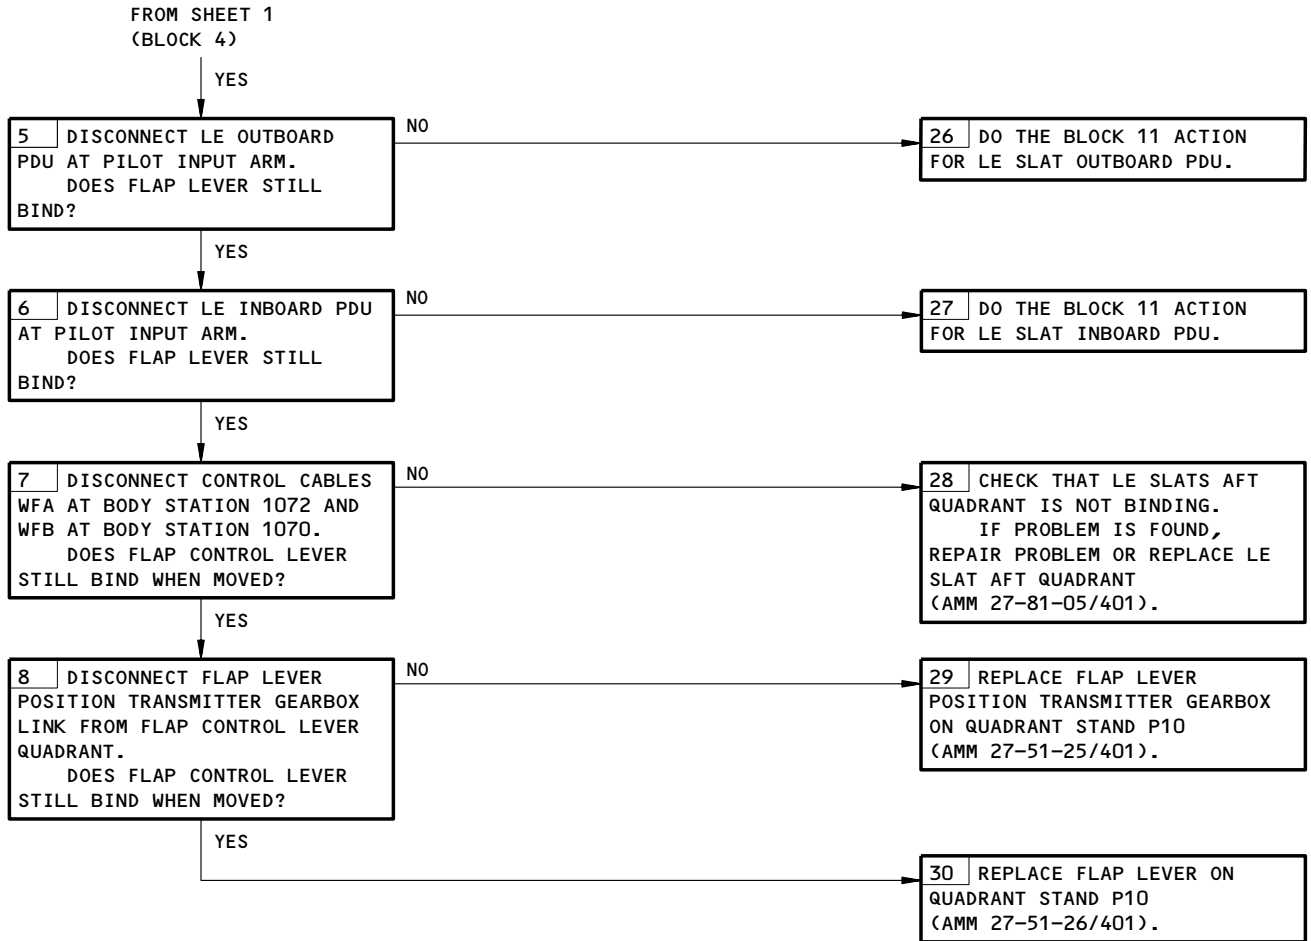 FROM SHEET 1
(BLOCK 4)
YES
5 DISCONNECT LE OUTBOARD
PDU AT PILOT INPUT ARM.
DOES FLAP LEVER STILL
BIND?
NO
26 DO THE BLOCK 11 ACTION
FOR LE SLAT OUTBOARD PDU.
YES
6 DISCONNECT LE INBOARD PDU
AT PILOT INPUT ARM.
DOES FLAP LEVER STILL
BIND?
NO
27 DO THE BLOCK 11 ACTION
FOR LE SLAT INBOARD PDU.
YES
7 DISCONNECT CONTROL CABLES
WFA AT BODY STATION 1072 AND
WFB AT BODY STATION 1070.
DOES FLAP CONTROL LEVER
STILL BIND WHEN MOVED?
NO
28 CHECK THAT LE SLATS AFT
QUADRANT IS NOT BINDING.
IF PROBLEM IS FOUND,
REPAIR PROBLEM OR REPLACE LE
SLAT AFT QUADRANT
(AMM 27-81-05/401).
YES
8 DISCONNECT FLAP LEVER
POSITION TRANSMITTER GEARBOX
LINK FROM FLAP CONTROL LEVER
QUADRANT.
DOES FLAP CONTROL LEVER
STILL BIND WHEN MOVED?
NO
29 REPLACE FLAP LEVER
POSITION TRANSMITTER GEARBOX
ON QUADRANT STAND P10
(AMM 27-51-25/401).
YES
30 REPLACE FLAP LEVER ON
QUADRANT STAND P10
(AMM 27-51-26/401).